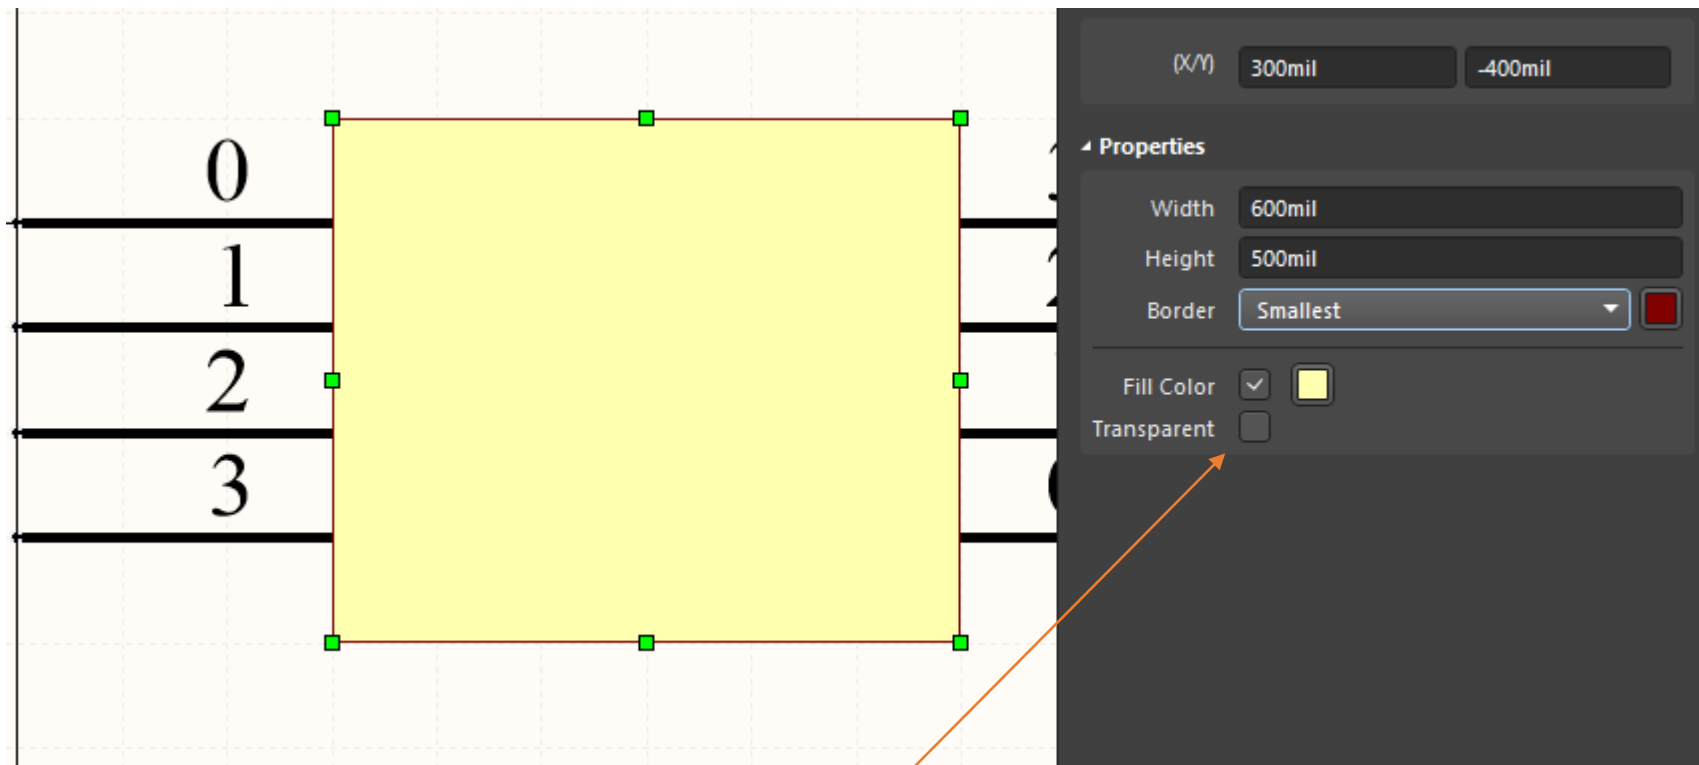 (X/Y) 300mil -400mil
Properties
Width 600mil
Height 500mil
Border Smallest
Fill Color
Transparent
0
1
2
3